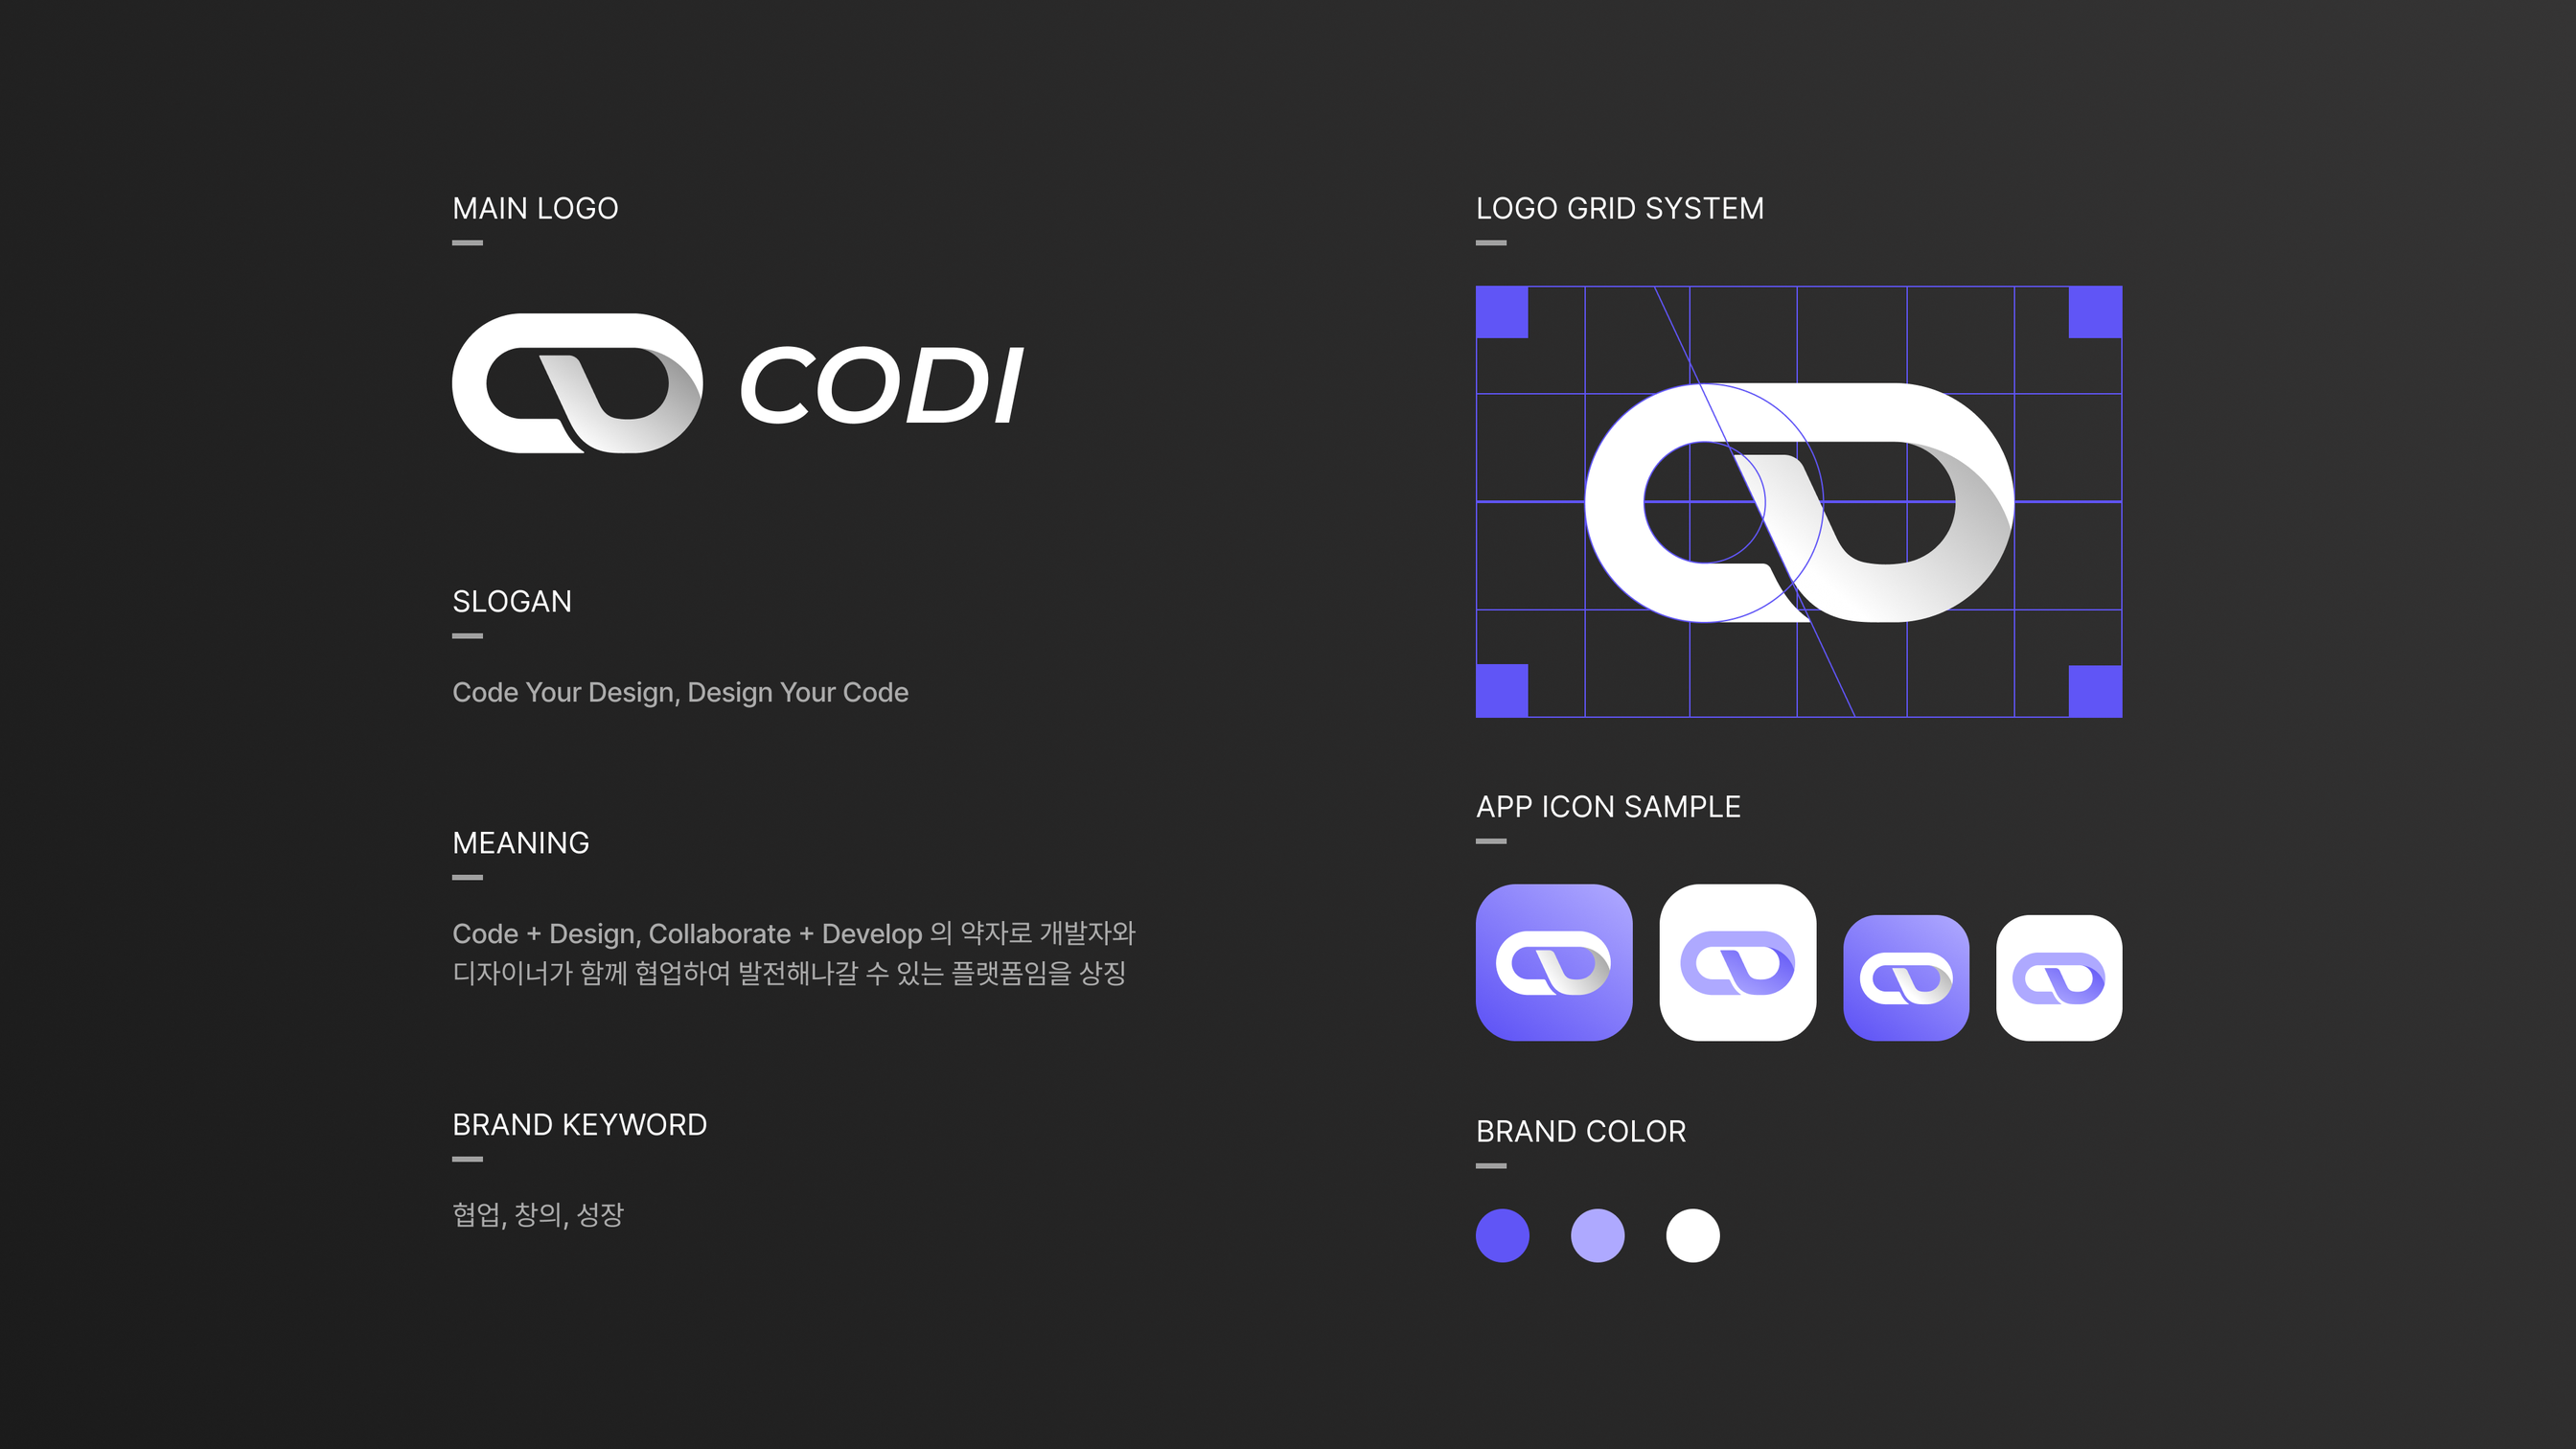 MAIN LOGO
CODI
SLOGAN
Code Your Design, Design Your Code
MEANING
Code + Design, Collaborate + Develop 의 약자로 개발자와
디자이너가 함께 협업하여 발전해나갈 수 있는 플랫폼임을 상징
BRAND KEYWORD
협업, 창의, 성장
LOGO GRID SYSTEM
APP ICON SAMPLE
BRAND COLOR